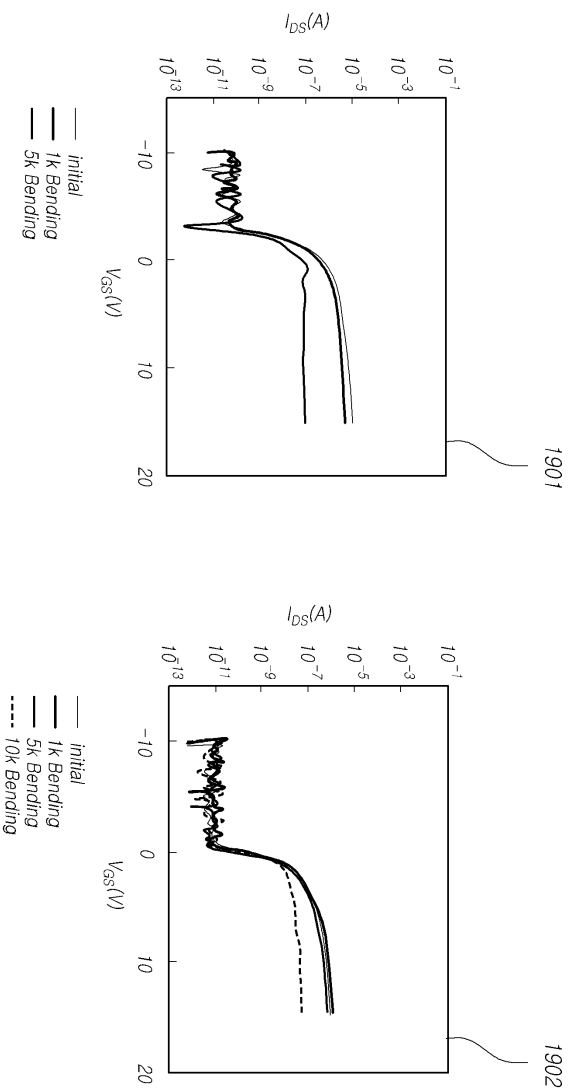 1901
I_DS(A)
10^-1
10^-3
10^-5
10^-7
10^-9
10^-11
10^-13
-10
0
10
20
V_GS(V)
initial
1k Bending
5k Bending
1902
I_DS(A)
10^-1
10^-3
10^-5
10^-7
10^-9
10^-11
10^-13
-10
0
10
20
V_GS(V)
initial
1k Bending
5k Bending
10k Bending